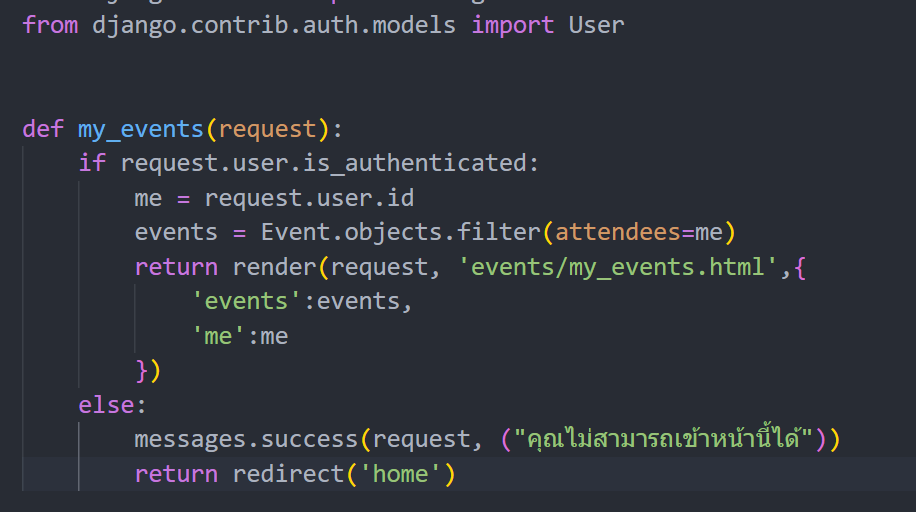 from django.contrib.auth.models import User
def my_events(request):
if request.user.is_authenticated:
me = request.user.id
events = Event.objects.filter(attendees=me)
return render(request, 'events/my_events.html',{
'events':events,
'me':me
})
else:
messages.success(request, ("คุณไม่สามารถเข้าหน้านี้ได้"))
return redirect('home')